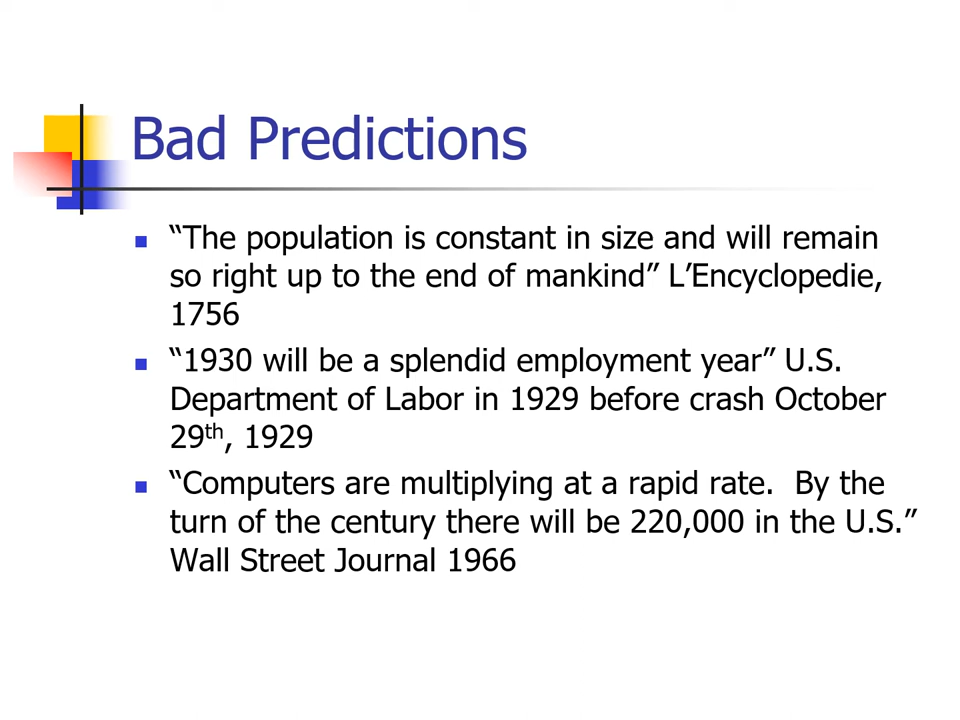 Bad Predictions
“The population is constant in size and will remain
so right up to the end of mankind” L’Encyclopedie,
1756
“1930 will be a splendid employment year” U.S.
Department of Labor in 1929 before crash October
29th, 1929
“Computers are multiplying at a rapid rate.  By the
turn of the century there will be 220,000 in the U.S.”
Wall Street Journal 1966